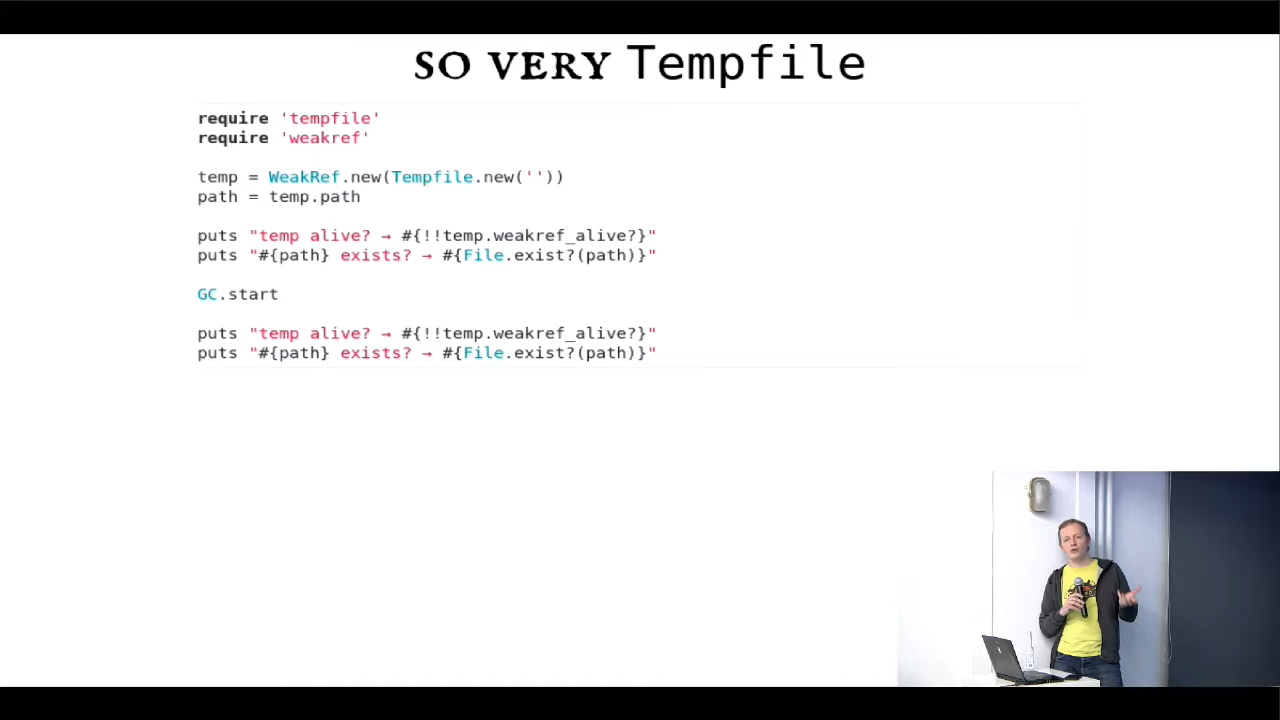 SO VERY Tempfile
require 'tempfile'
require 'weakref'
temp = WeakRef.new(Tempfile.new(''))
path = temp.path
puts "temp alive? → #{!!temp.weakref_alive?}"
puts "#{path} exists? → #{File.exist?(path)}"
GC.start
puts "temp alive? → #{!!temp.weakref_alive?}"
puts "#{path} exists? → #{File.exist?(path)}"